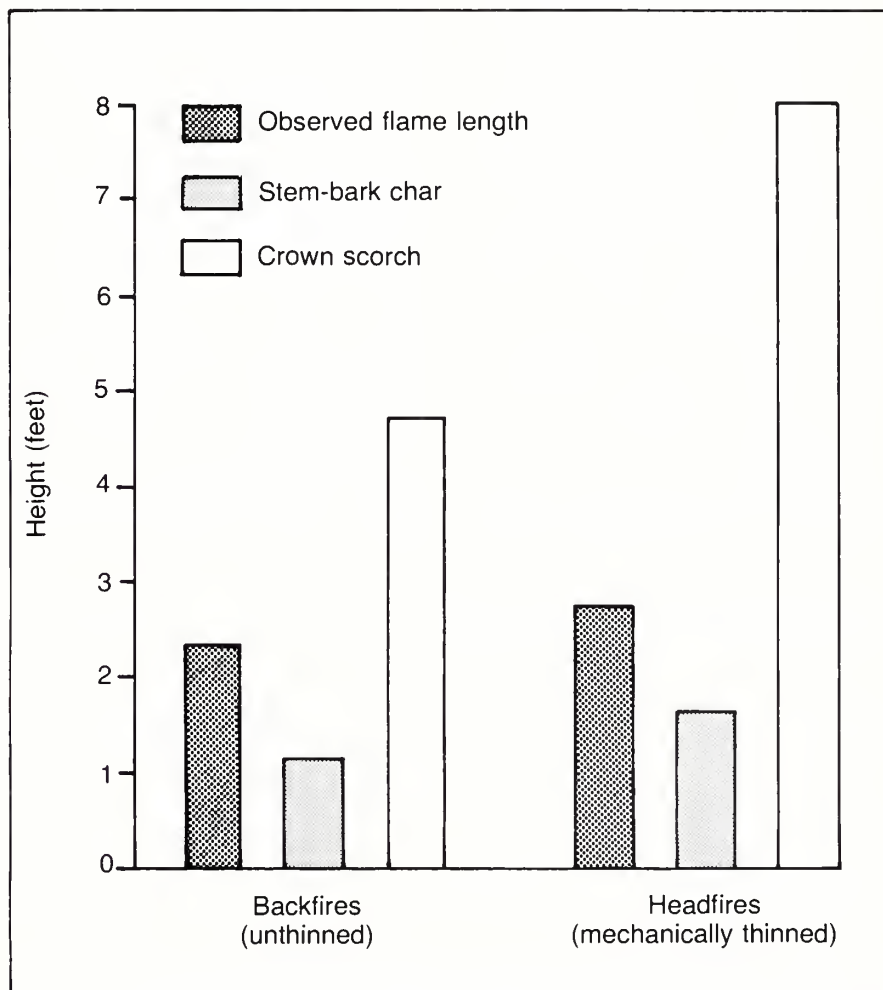 8
7
6
5
4
3
2
1
0
Height (feet)
Observed flame length
Stem-bark char
Crown scorch
Backfires
(unthinned)
Headfires
(mechanically thinned)